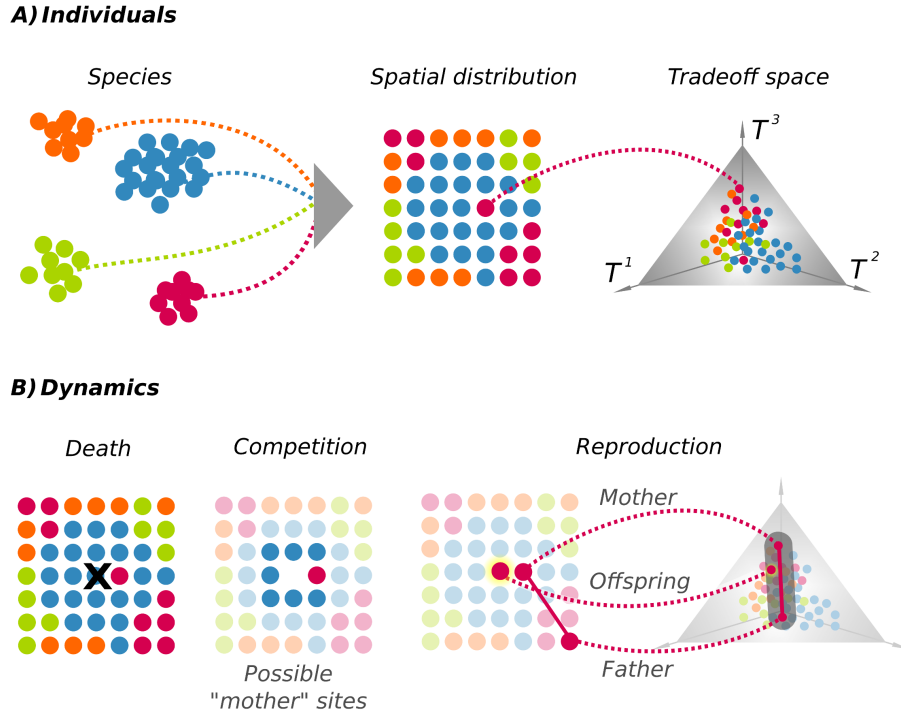 A) Individuals
Species
Spatial distribution
Tradeoff space
T³
T¹
T²
B) Dynamics
Death
Competition
Reproduction
X
Mother
Offspring
Father
Possible
"mother" sites